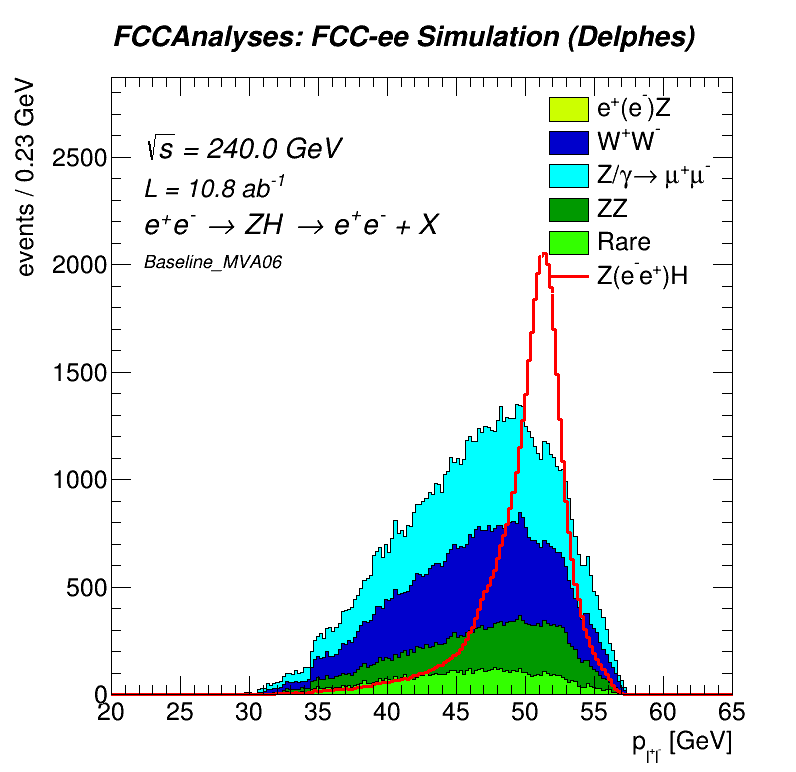 FCCAnalyses: FCC-ee Simulation (Delphes)
events / 0.23 GeV
√s = 240.0 GeV
L = 10.8 ab⁻¹
e⁺e⁻ → ZH → e⁺e⁻ + X
Baseline_MVA06
e⁺(e⁻)Z
W⁺W⁻
Z/γ→ μ⁺μ⁻
ZZ
Rare
Z(e⁻e⁺)H
2500
2000
1500
1000
500
0
20 25 30 35 40 45 50 55 60 65
p_l⁺l⁻ [GeV]